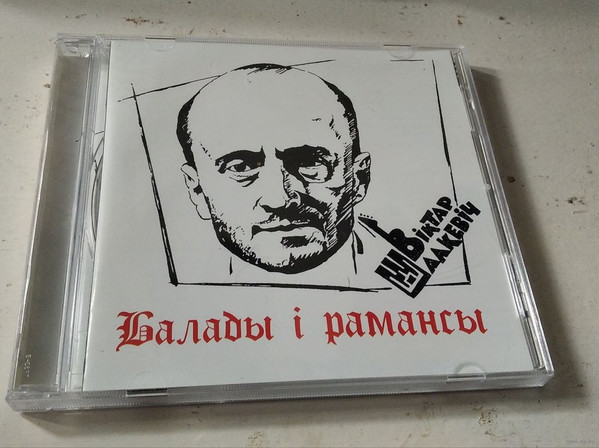 Віктар
Шалкевіч
Балады і рамансы